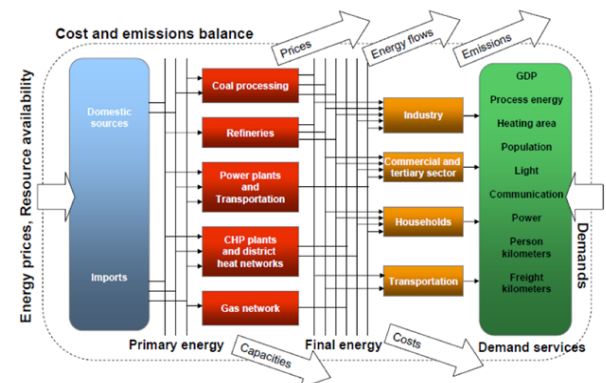 Cost and emissions balance
Prices
Energy flows
Emissions
Energy prices, Resource availability
Domestic
sources
Imports
Coal processing
Refineries
Power plants
and
Transportation
CHP plants
and district
heat networks
Gas network
Industry
Commercial and
tertiary sector
Households
Transportation
GDP
Process energy
Heating area
Population
Light
Communication
Power
Person
kilometers
Freight
kilometers
Demands
Primary energy
Capacities
Final energy
Costs
Demand services